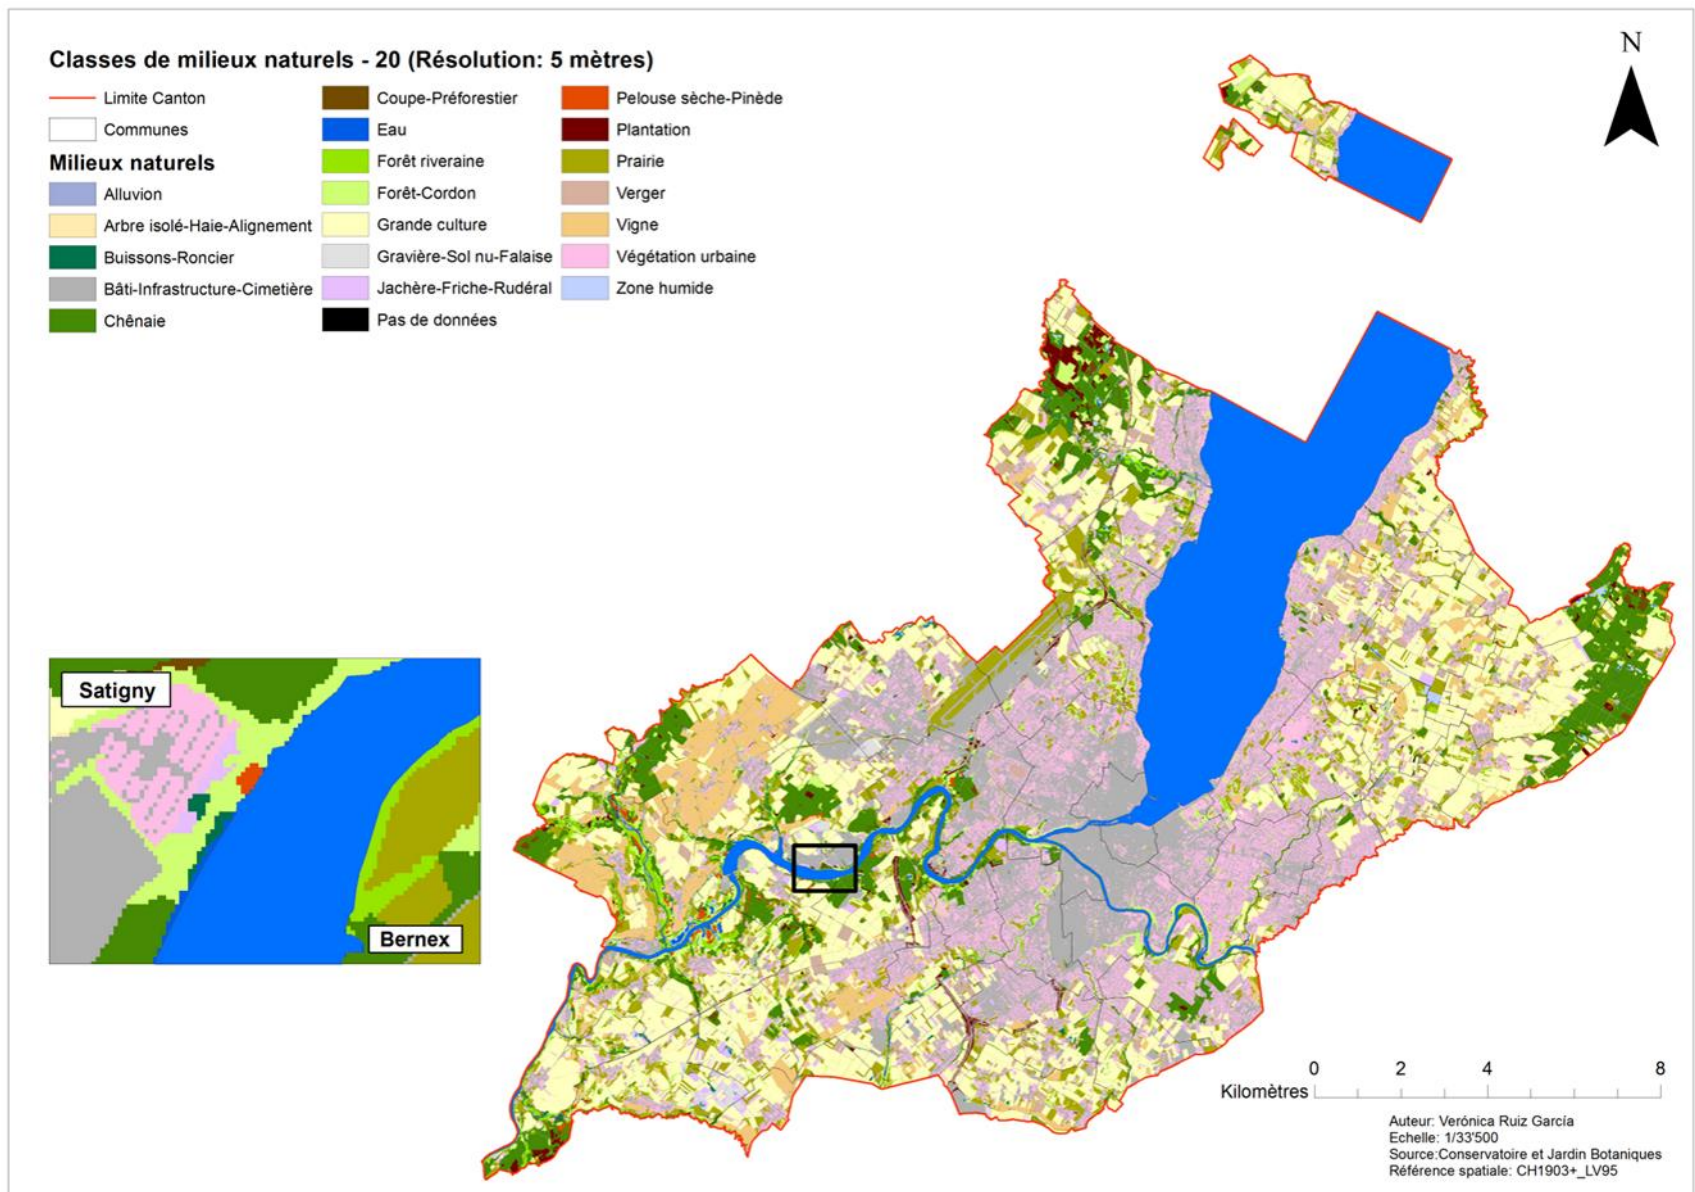 Classes de milieux naturels - 20 (Résolution: 5 mètres)
Limite Canton
Communes
Milieux naturels
Alluvion
Arbre isolé-Haie-Alignement
Buissons-Roncier
Bâti-Infrastructure-Cimetière
Chênaie
Coupe-Préforestier
Eau
Forêt riveraine
Forêt-Cordon
Grande culture
Gravière-Sol nu-Falaise
Jachère-Friche-Rudéral
Pas de données
Pelouse sèche-Pinède
Plantation
Prairie
Verger
Vigne
Végétation urbaine
Zone humide
N
Satigny
Bernex
0 2 4 8
Kilomètres
Auteur: Verónica Ruiz García
Echelle: 1/33'500
Source:Conservatoire et Jardin Botaniques
Référence spatiale: CH1903+_LV95